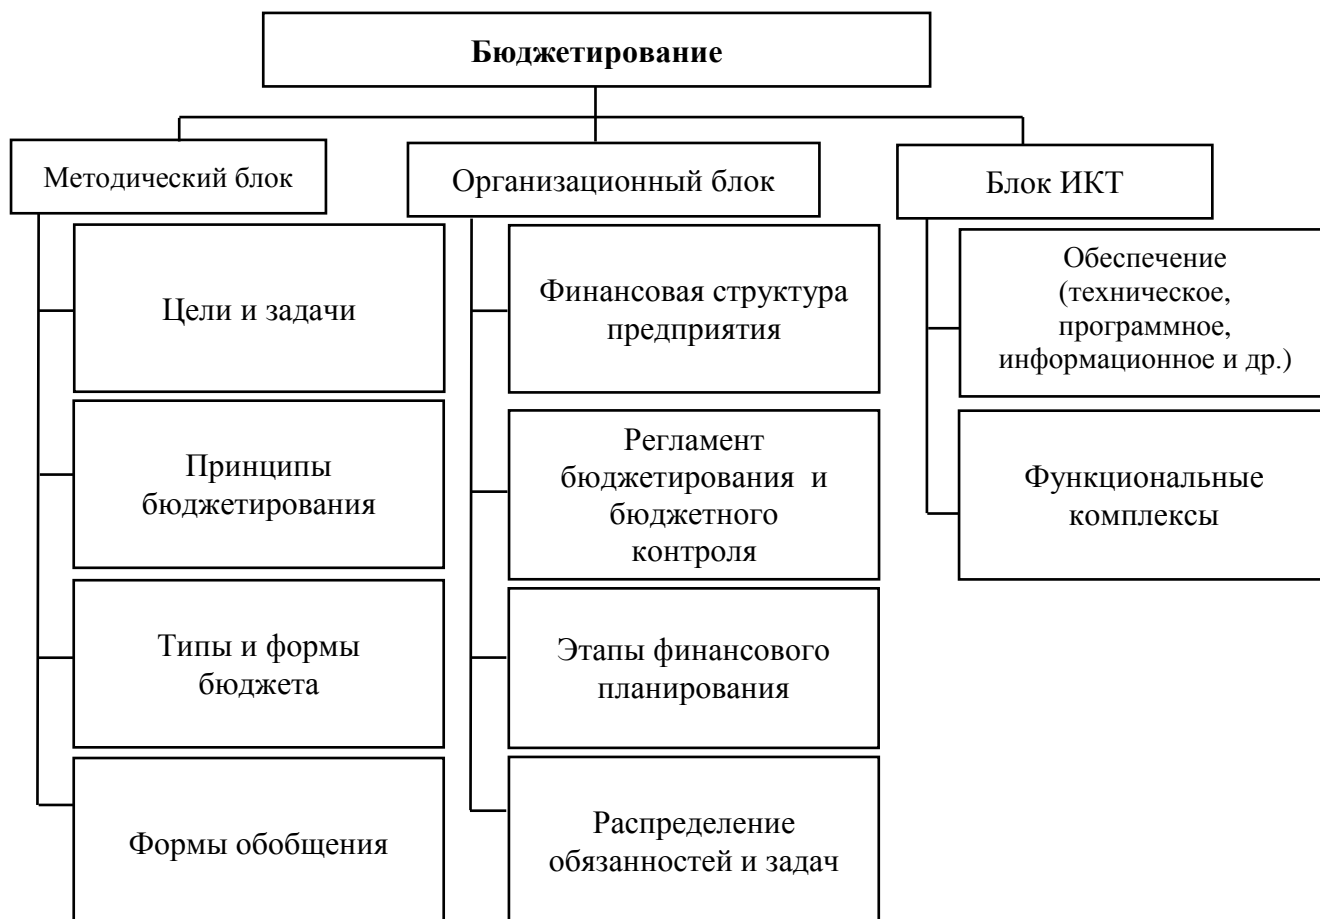 Бюджетирование
Методический блок
Цели и задачи
Принципы
бюджетирования
Типы и формы
бюджета
Формы обобщения
Организационный блок
Финансовая структура
предприятия
Регламент
бюджетирования и
бюджетного
контроля
Этапы финансового
планирования
Распределение
обязанностей и задач
Блок ИКТ
Обеспечение
(техническое,
программное,
информационное и др.)
Функциональные
комплексы